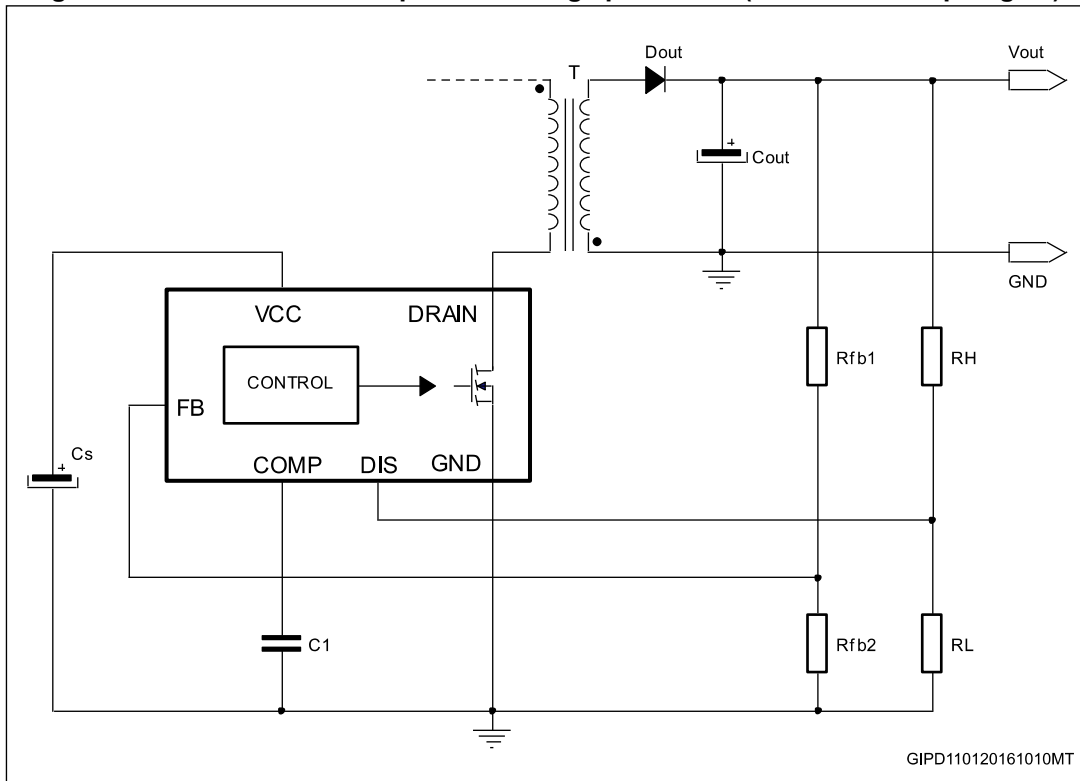 Dout
Vout
T
+
Cout
GND
VCC
DRAIN
CONTROL
Rfb1
RH
FB
Cs
+
COMP
DIS
GND
C1
Rfb2
RL
GIPD110120161010MT